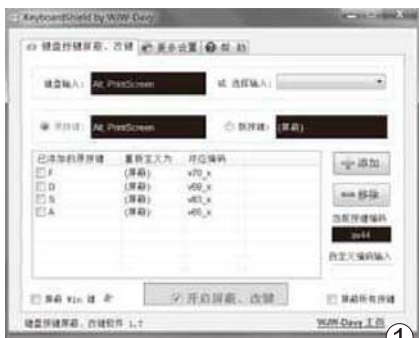 KeyboardShield by WJW-Davy
键盘按键屏蔽、改键 更多设置 帮助
键盘输入: Alt, PrintScreen 或 选择输入:
原按键: Alt, PrintScreen 新按键: (屏蔽)
已添加的原按键 重新定义为 对应编码
F (屏蔽) v70_x
D (屏蔽) v68_x
S (屏蔽) v83_x
A (屏蔽) v65_x
添加
移除
当前按键编码
av44
自定义编码输入
屏蔽 Win 键 开启屏蔽、改键 屏蔽所有按键
键盘按键屏蔽、改键软件 1.7 WJW-Davy 工作
①